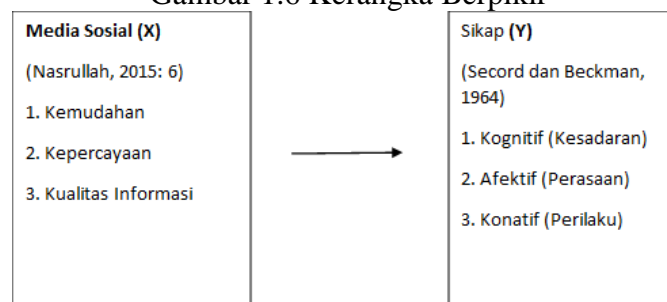 Gambar 1.6 Kerangka Berpikir
Media Sosial (X)
(Nasrullah, 2015: 6)
1. Kemudahan
2. Kepercayaan
3. Kualitas Informasi
Sikap (Y)
(Secord dan Beckman,
1964)
1. Kognitif (Kesadaran)
2. Afektif (Perasaan)
3. Konatif (Perilaku)